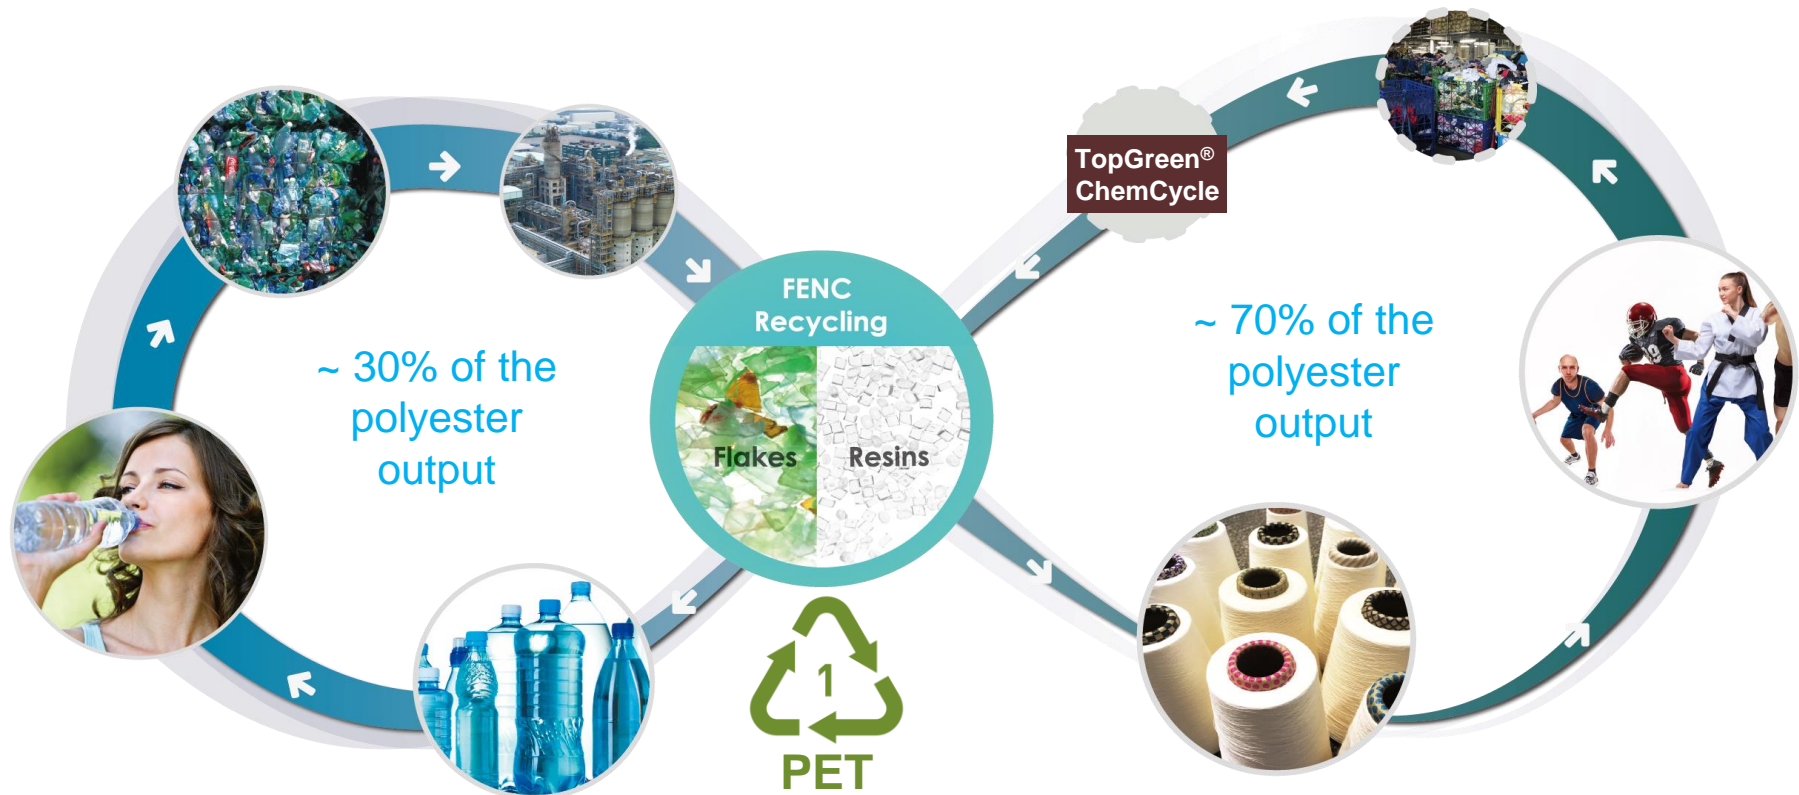 TopGreen®
ChemCycle
FENC
Recycling
Flakes
Resins
~ 30% of the
polyester
output
~ 70% of the
polyester
output
1
PET